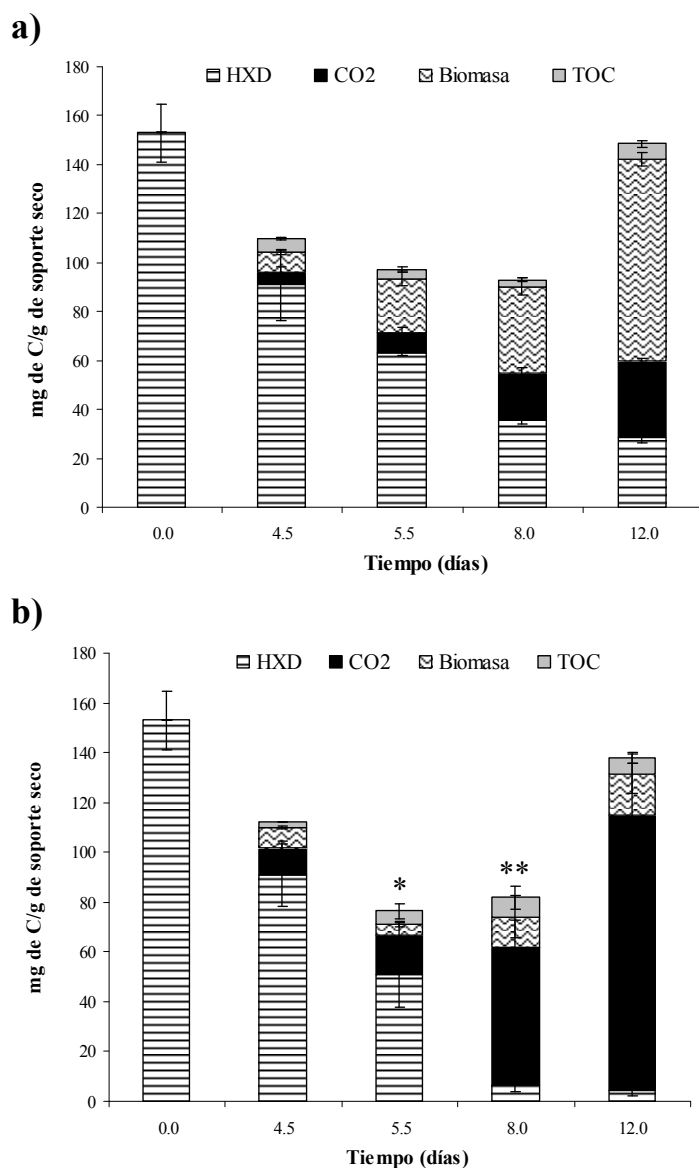 a)
180
160
140
120
100
80
60
40
20
0
HXD CO2 Biomasa TOC
mg de C/g de soporte seco
0.0 4.5 5.5 8.0 12.0
Tiempo (días)
b)
180
160
140
120
100
80
60
40
20
0
HXD CO2 Biomasa TOC
mg de C/g de soporte seco
* **
0.0 4.5 5.5 8.0 12.0
Tiempo (días)